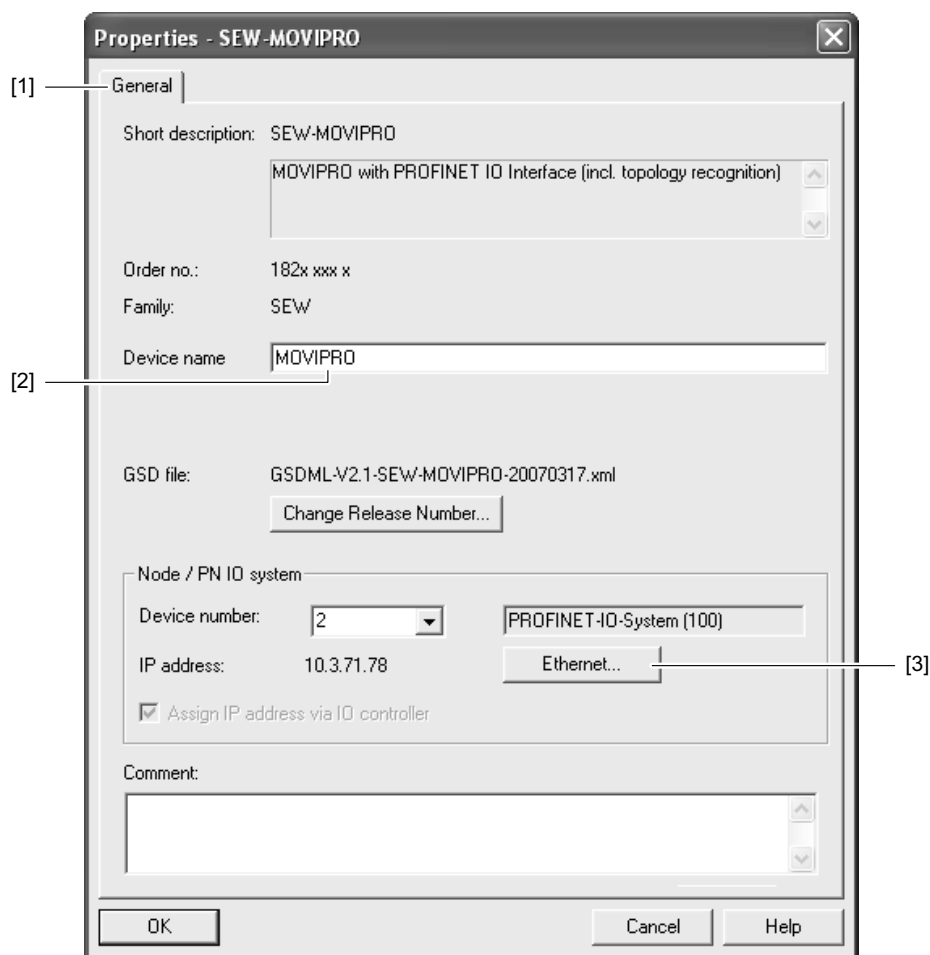 Properties - SEW-MOVIPRO
[1]
General
Short description: SEW-MOVIPRO
MOVIPRO with PROFINET IO Interface (incl. topology recognition)
Order no.: 182x xxx x
Family: SEW
Device name MOVIPRO
[2]
GSD file: GSDML-V2.1-SEW-MOVIPRO-20070317.xml
Change Release Number...
Node / PN IO system
Device number: 2 PROFINET-IO-System (100)
IP address: 10.3.71.78 Ethernet...
[3]
Assign IP address via IO controller
Comment:
OK Cancel Help